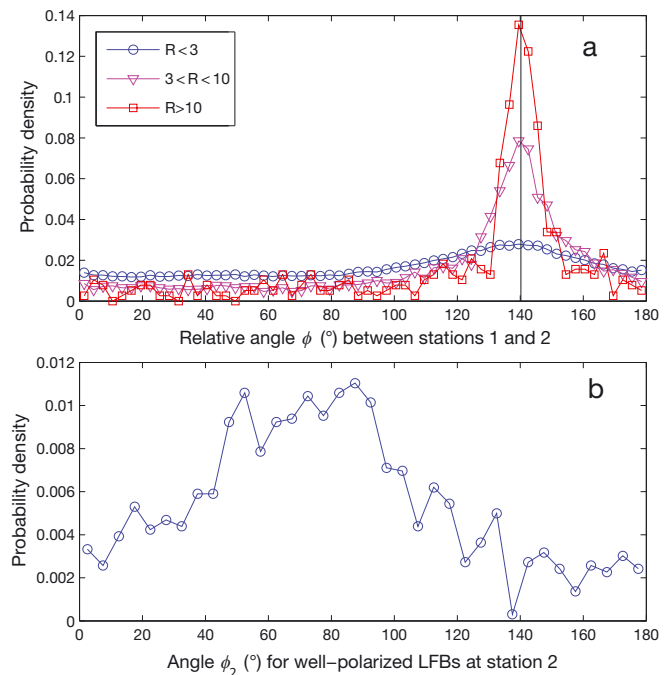 0.14
0.12
0.1
0.08
0.06
0.04
0.02
0
Probability density
R<3
3<R<10
R>10
a
0 20 40 60 80 100 120 140 160 180
Relative angle ϕ (°) between stations 1 and 2
0.012
0.01
0.008
0.006
0.004
0.002
0
Probability density
b
0 20 40 60 80 100 120 140 160 180
Angle ϕ₂ (°) for well–polarized LFBs at station 2